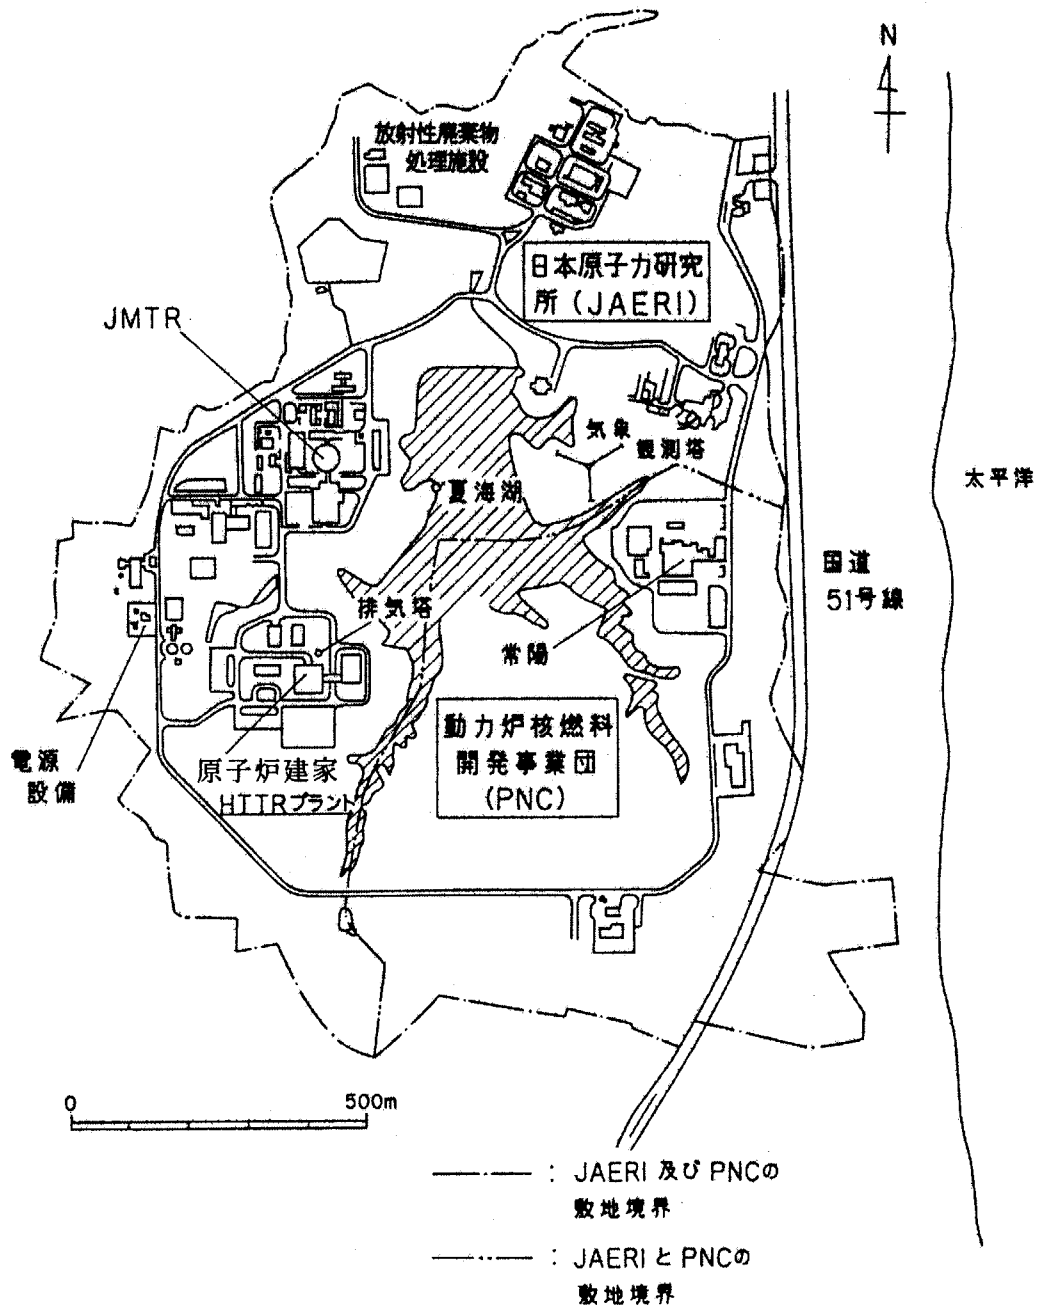 N
放射性廃棄物
処理施設
日本原子力研究
所(JAERI)
JMTR
気象
観測塔
夏海湖
太平洋
国道
51号線
排気塔
常陽
動力炉核燃料
開発事業団
(PNC)
電源
設備
原子炉建家
HTTRプラント
0 500m
: JAERI 及び PNCの
敷地境界
: JAERI と PNCの
敷地境界